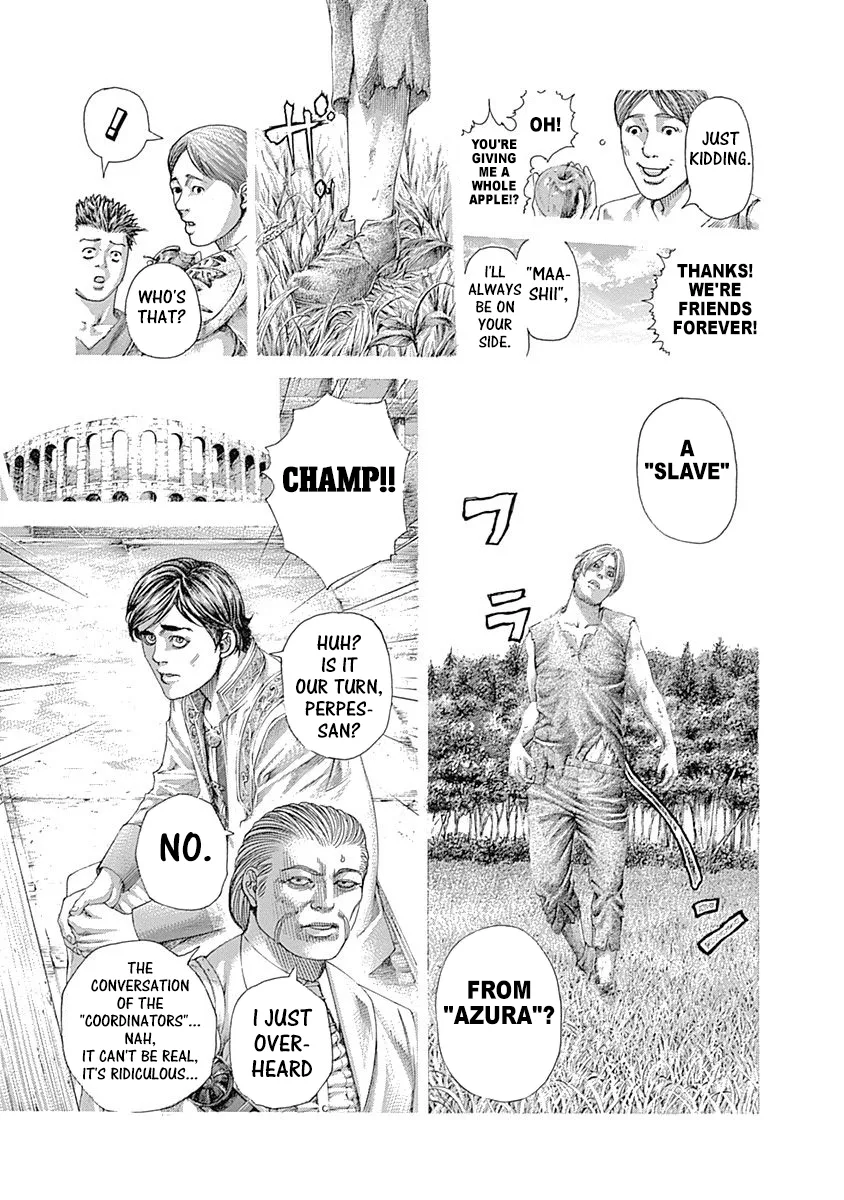 JUST
KIDDING.
OH!
YOU'RE
GIVING
ME A
WHOLE
APPLE!?
THANKS!
WE'RE
FRIENDS
FOREVER!
"MAA-
SHII",
I'LL
ALWAYS
BE ON
YOUR
SIDE.
ザッ
!
WHO'S
THAT?
A
"SLAVE"
フラーン
FROM
"AZURA"?
CHAMP!!
HUH?
IS IT
OUR TURN,
PERPES-
SAN?
NO.
I JUST
OVER-
HEARD
THE
CONVERSATION
OF THE
"COORDINATORS"...
NAH,
IT CAN'T BE REAL,
IT'S RIDICULOUS...